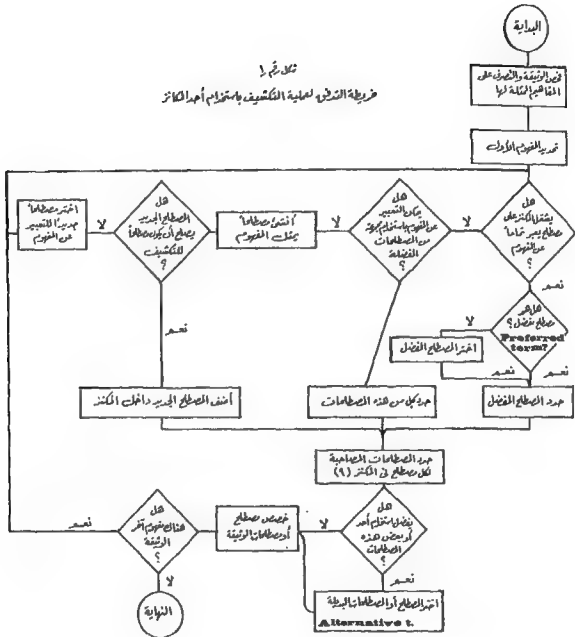 البداية
شكل رقم ١
خريطة التدفق لعملية التكشيف باستخدام أحد المكانز
فحص الوثيقة والتعرف على
المفاهيم الممثلة لها
تحديد المفهوم الأول
هل
يشتمل المكنز على
مصطلح يعبر تماماً
عن المفهوم
؟
لا
هل
يمكن التعبير
عن المفهوم باستخدام مجموعة
من المصطلحات
المفضلة
؟
لا
أنشئ مصطلحاً
يمثل المفهوم
هل
المصطلح الجديد
يصلح أن يكون مصطلحاً
للتكشيف
؟
لا
اختر مصطلحاً
جديداً للتعبير
عن المفهوم
نعم
هل هو
مصطلح مفضل؟
Preferred
term?
لا
اختر المصطلح المفضل
نعم
نعم
نعم
حدد المصطلح المفضل
حدد كل من هذه المصطلحات
أضف المصطلح الجديد داخل المكنز
حدد المصطلحات المصاحبة
لكل مصطلح في المكنز (٩)
هل
يفضل استخدام أحد
أو بعض هذه
المصطلحات
؟
لا
خصص مصطلح
أو مصطلحات الوثيقة
هل
هناك مفهوم آخر
الوثيقة
؟
نعم
نعم
لا
اختر المصطلح أو المصطلحات البديلة
Alternative t.
النهاية